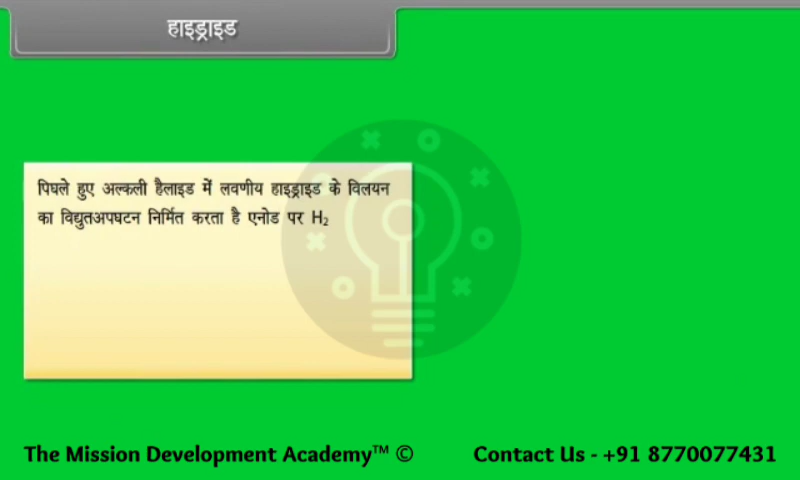 हाइड्राइड
पिघले हुए अल्कली हैलाइड में लवणीय हाइड्राइड के विलयन
का विद्युतअपघटन निर्मित करता है एनोड पर H₂
The Mission Development Academy™ ©
Contact Us - +91 8770077431